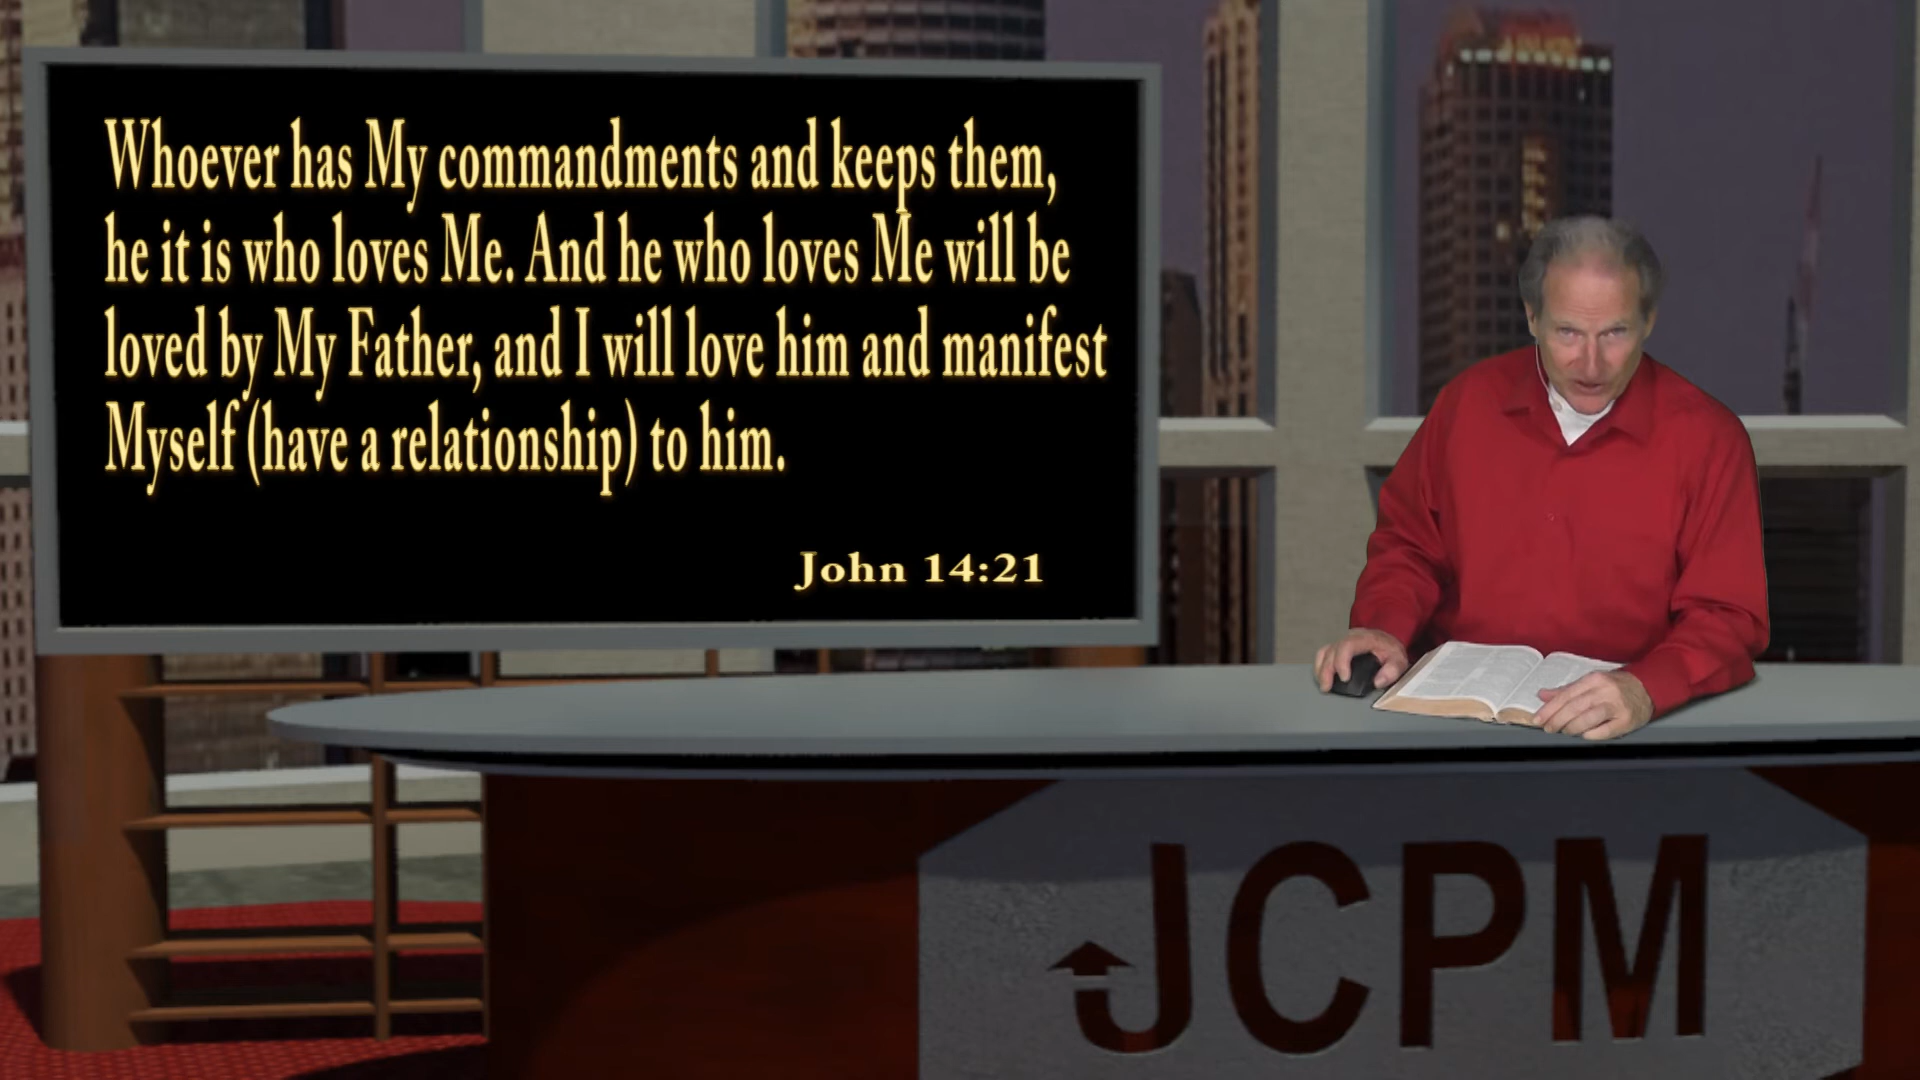 Whoever has My commandments and keeps them,
he it is who loves Me. And he who loves Me will be
loved by My Father, and I will love him and manifest
Myself (have a relationship) to him.
John 14:21
JCPM